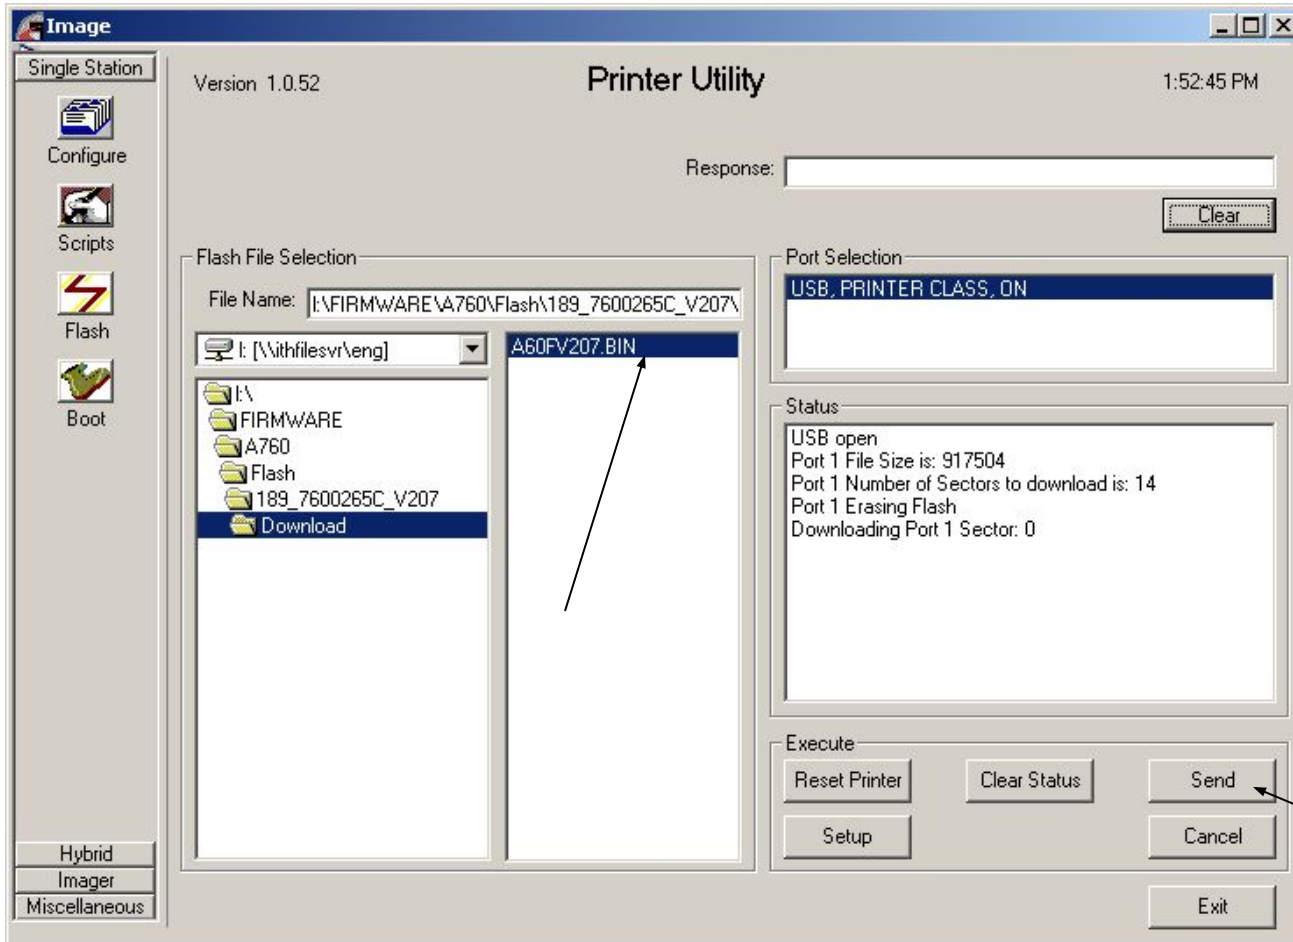 Image
Single Station
Configure
Scripts
Flash
Boot
Hybrid
Imager
Miscellaneous
Version 1.0.52
Printer Utility
1:52:45 PM
Response:
Clear
Flash File Selection
File Name: I:\FIRMWARE\A760\Flash\189_7600265C_V207\
I: [\\ithfilesvr\eng]
I:\
FIRMWARE
A760
Flash
189_7600265C_V207
Download
A60FV207.BIN
Port Selection
USB, PRINTER CLASS, ON
Status
USB open
Port 1 File Size is: 917504
Port 1 Number of Sectors to download is: 14
Port 1 Erasing Flash
Downloading Port 1 Sector: 0
Execute
Reset Printer Clear Status Send
Setup Cancel
Exit